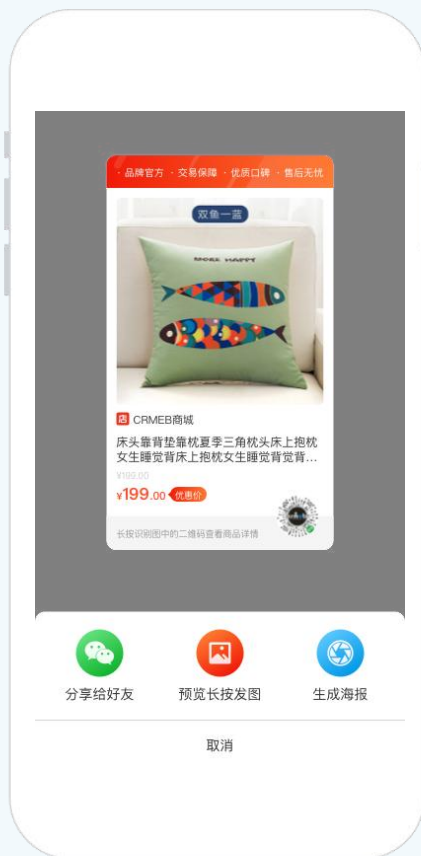 · 品牌官方 · 交易保障 · 优质口碑 · 售后无忧
双鱼一蓝
MORE HAPPY
店 CRMEB商城
床头靠背垫靠枕夏季三角枕头床上抱枕
女生睡觉背床上抱枕女生睡觉背觉背...
¥199.00
¥199.00 优惠价
长按识别图中的二维码查看商品详情
分享给好友 预览长按发图 生成海报
取消